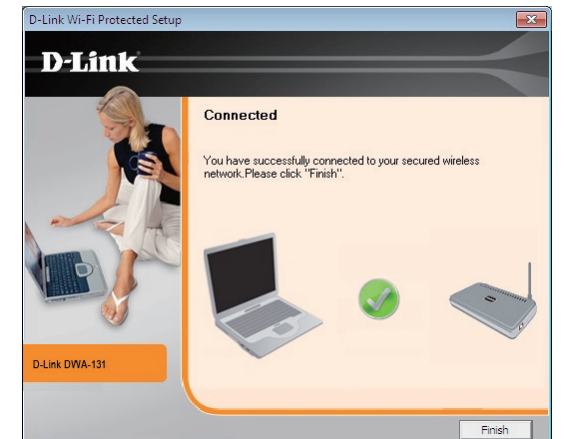 D-Link Wi-Fi Protected Setup
D-Link
Connected
You have successfully connected to your secured wireless
network.Please click "Finish".
D-Link DWA-131
Finish